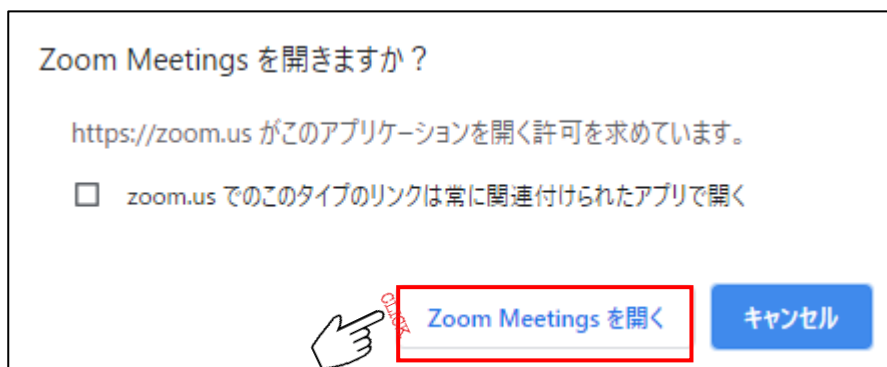 Zoom Meetings を開きますか？
https://zoom.us がこのアプリケーションを開く許可を求めています。
zoom.us でのこのタイプのリンクは常に関連付けられたアプリで開く
CLICK
Zoom Meetings を開く
キャンセル